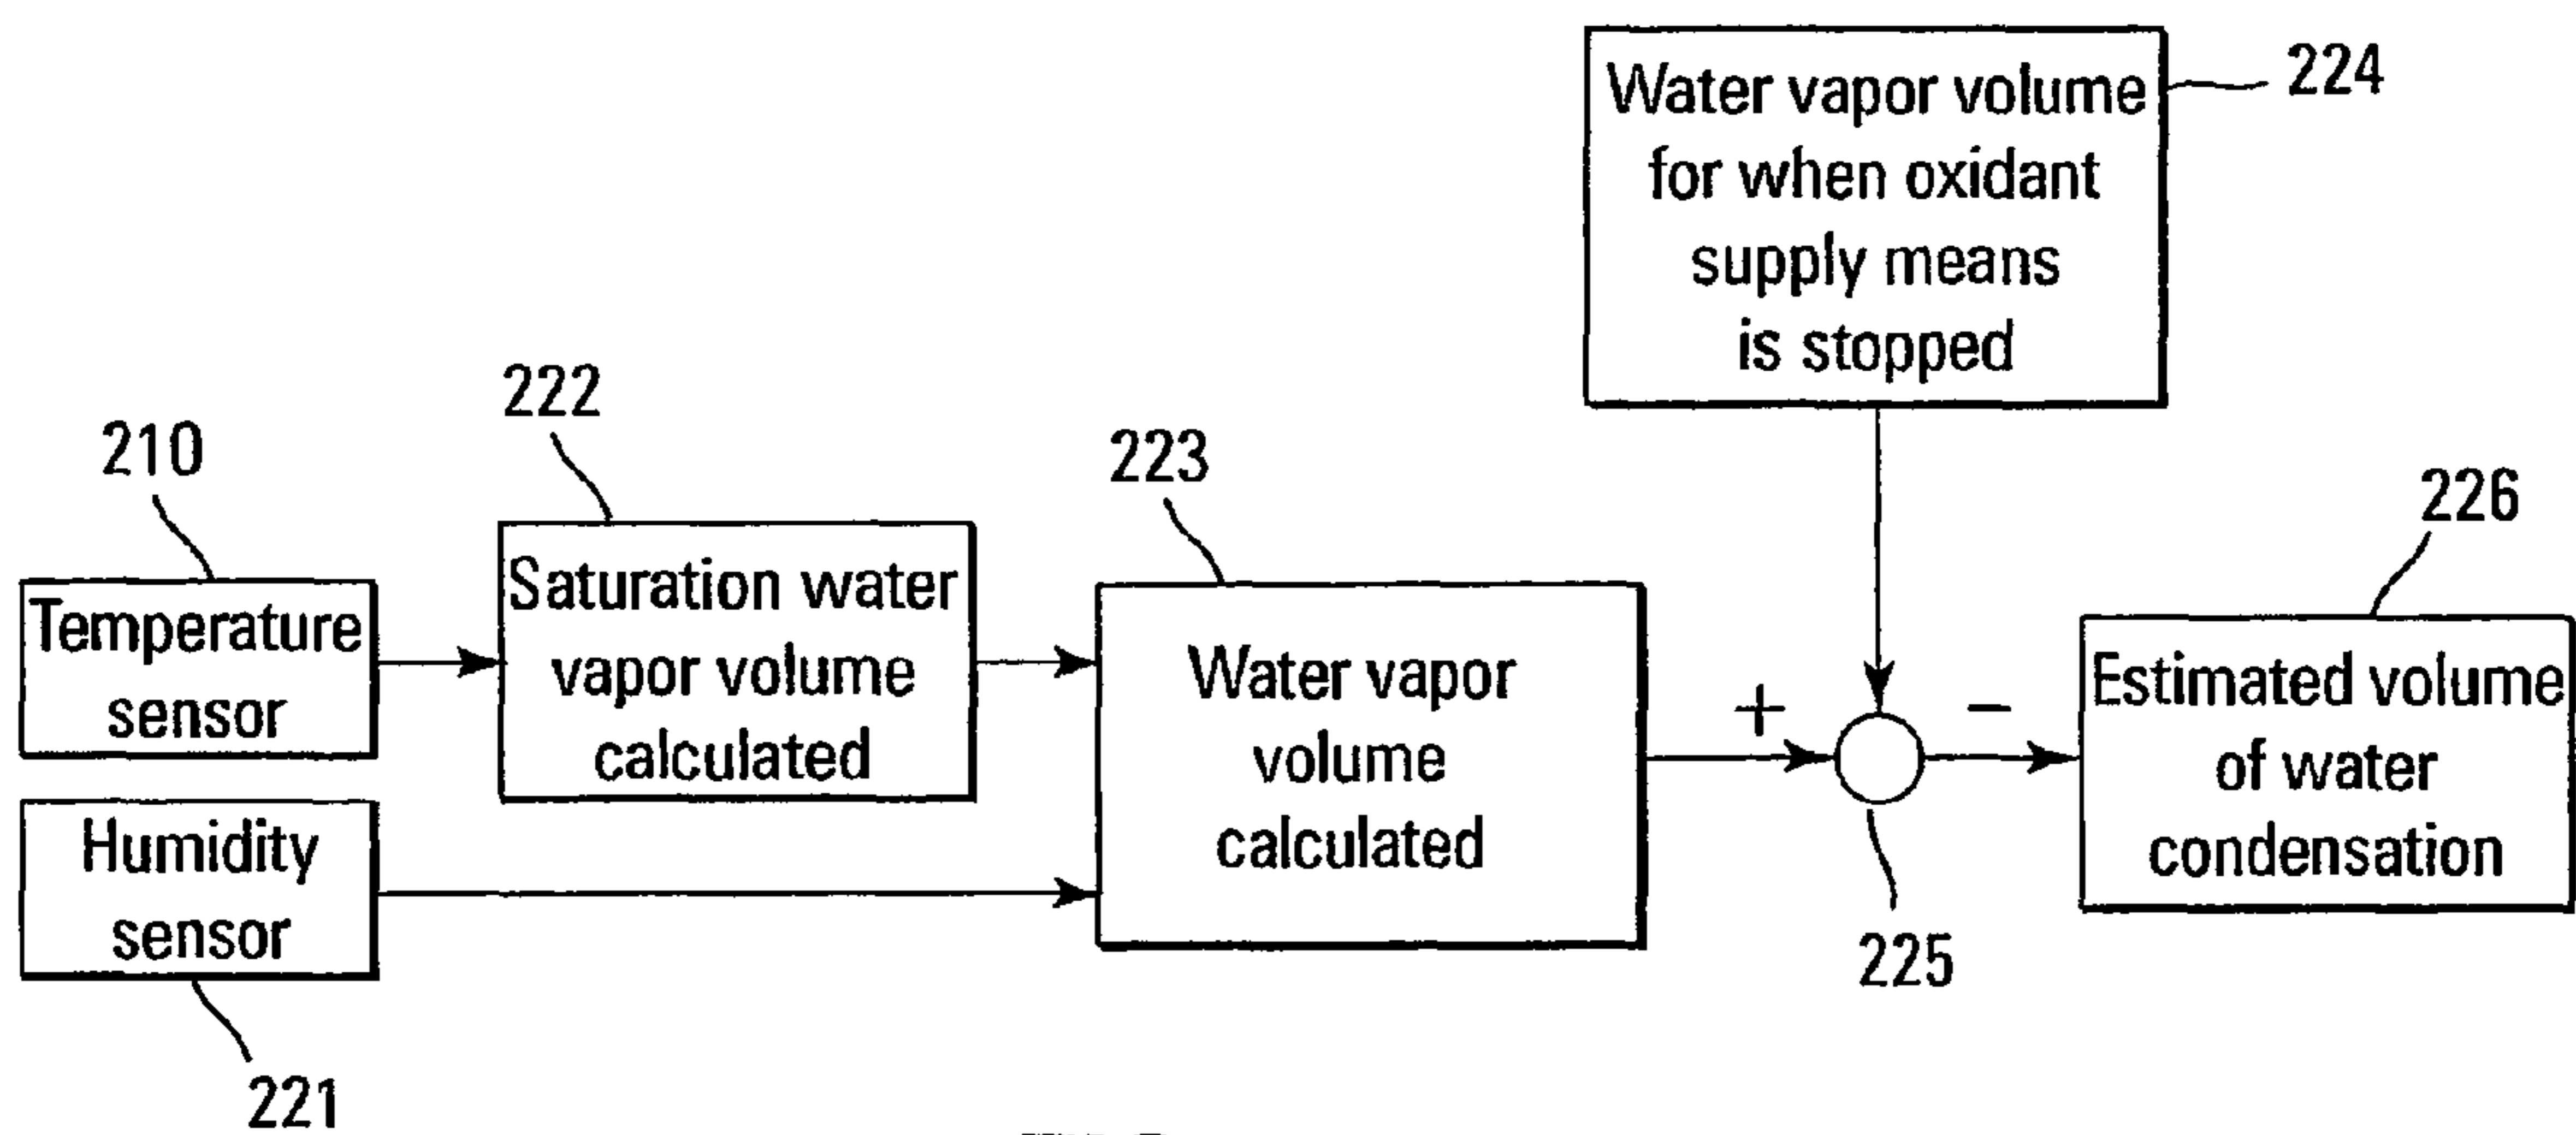 Water vapor volume
for when oxidant
supply means
is stopped
224
222
210
223
226
Saturation water
vapor volume
calculated
Temperature
sensor
Water vapor
volume
calculated
+
−
Estimated volume
of water
condensation
Humidity
sensor
225
221